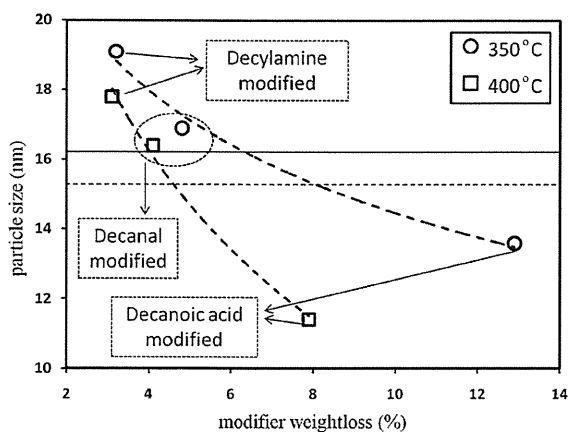 20
18
16
14
12
10
particle size (nm)
2
4
6
8
10
12
14
modifier weightloss (%)
350°C
400°C
Decylamine
modified
Decanal
modified
Decanoic acid
modified